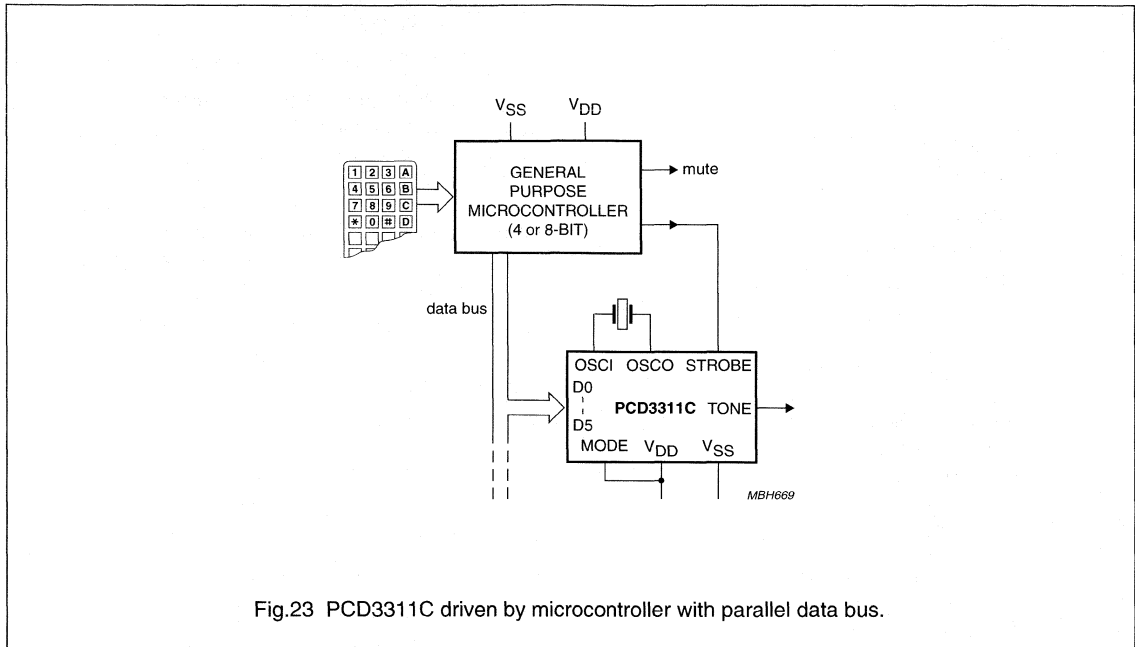 VSS VDD
1 2 3 A
4 5 6 B
7 8 9 C
* 0 # D
GENERAL
PURPOSE
MICROCONTROLLER
(4 or 8-BIT)
mute
data bus
OSCI OSCO STROBE
D0
D5
PCD3311C TONE
MODE VDD VSS
MBH669
Fig.23 PCD3311C driven by microcontroller with parallel data bus.